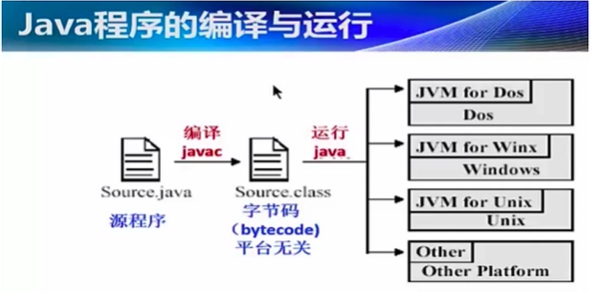 Java程序的编译与运行
编译
javac
运行
java
Source.java
源程序
Source.class
字节码
（bytecode)
平台无关
JVM for Dos
Dos
JVM for Winx
Windows
JVM for Unix
Unix
Other
Other Platform